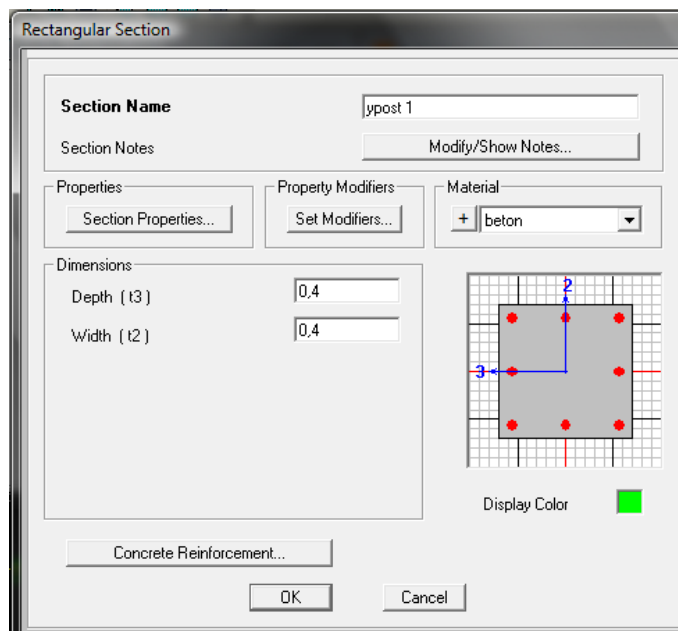 Rectangular Section
Section Name
ypost 1
Section Notes
Modify/Show Notes...
Properties
Section Properties...
Property Modifiers
Set Modifiers...
Material
+
beton
Dimensions
Depth ( t3 )
0,4
Width ( t2 )
0,4
2
3
Display Color
Concrete Reinforcement...
OK
Cancel